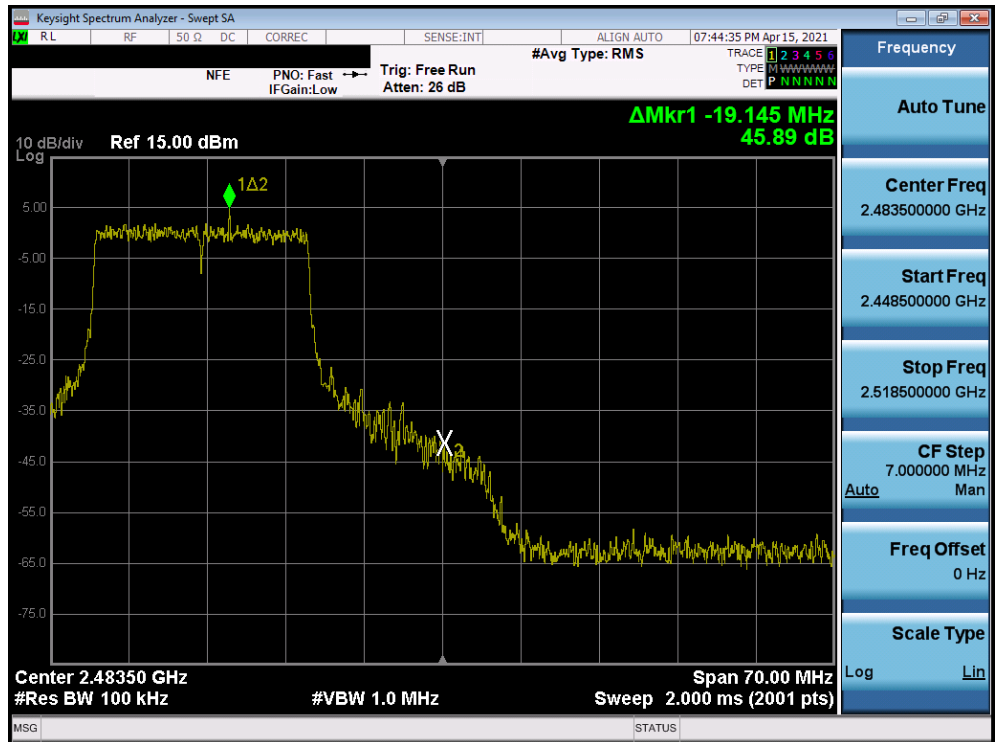 Keysight Spectrum Analyzer - Swept SA
LXI RL RF 50 Ω DC CORREC SENSE:INT ALIGN AUTO 07:44:35 PM Apr 15, 2021
#Avg Type: RMS TRACE 1 2 3 4 5 6
NFE PNO: Fast Trig: Free Run TYPE M WWWWW
IFGain:Low Atten: 26 dB DET P N N N N N
ΔMkr1 -19.145 MHz
45.89 dB
10 dB/div Ref 15.00 dBm
Log
1Δ2
5.00
-5.00
-15.0
-25.0
-35.0
X2
-45.0
-55.0
-65.0
-75.0
Center 2.48350 GHz Span 70.00 MHz
#Res BW 100 kHz #VBW 1.0 MHz Sweep 2.000 ms (2001 pts)
MSG STATUS
Frequency
Auto Tune
Center Freq
2.483500000 GHz
Start Freq
2.448500000 GHz
Stop Freq
2.518500000 GHz
CF Step
7.000000 MHz
Auto Man
Freq Offset
0 Hz
Scale Type
Log Lin